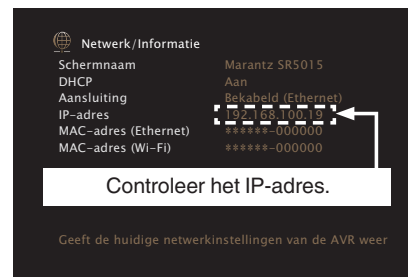 Netwerk/Informatie
Schermnaam Marantz SR5015
DHCP Aan
Aansluiting Bekabeld (Ethernet)
IP-adres 192.168.100.19
MAC-adres (Ethernet) ******-000000
MAC-adres (Wi-Fi) ******-000000
Controleer het IP-adres.
Geeft de huidige netwerkinstellingen van de AVR weer